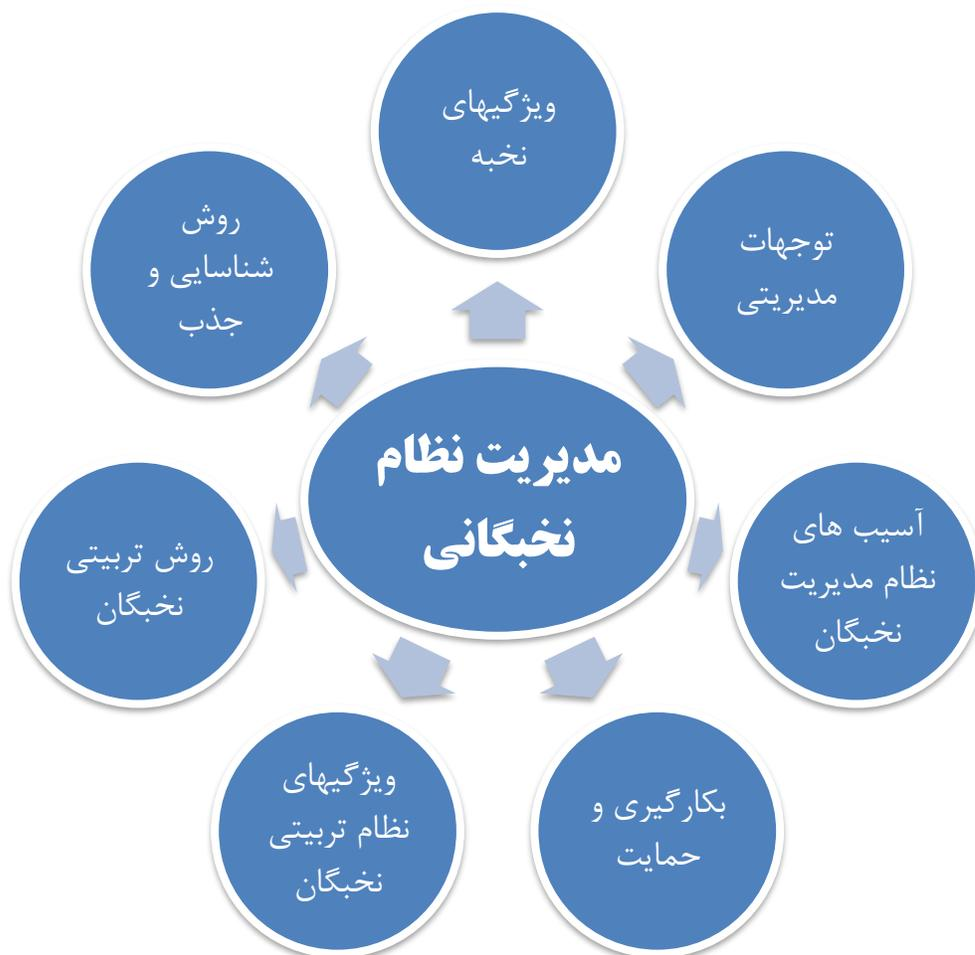 ویژگیهای
نخبه
توجهات
مدیریتی
آسیب های
نظام مدیریت
نخبگان
بکارگیری و
حمایت
ویژگیهای
نظام تربیتی
نخبگان
روش تربیتی
نخبگان
روش
شناسایی و
جذب
مدیریت نظام
نخبگانی